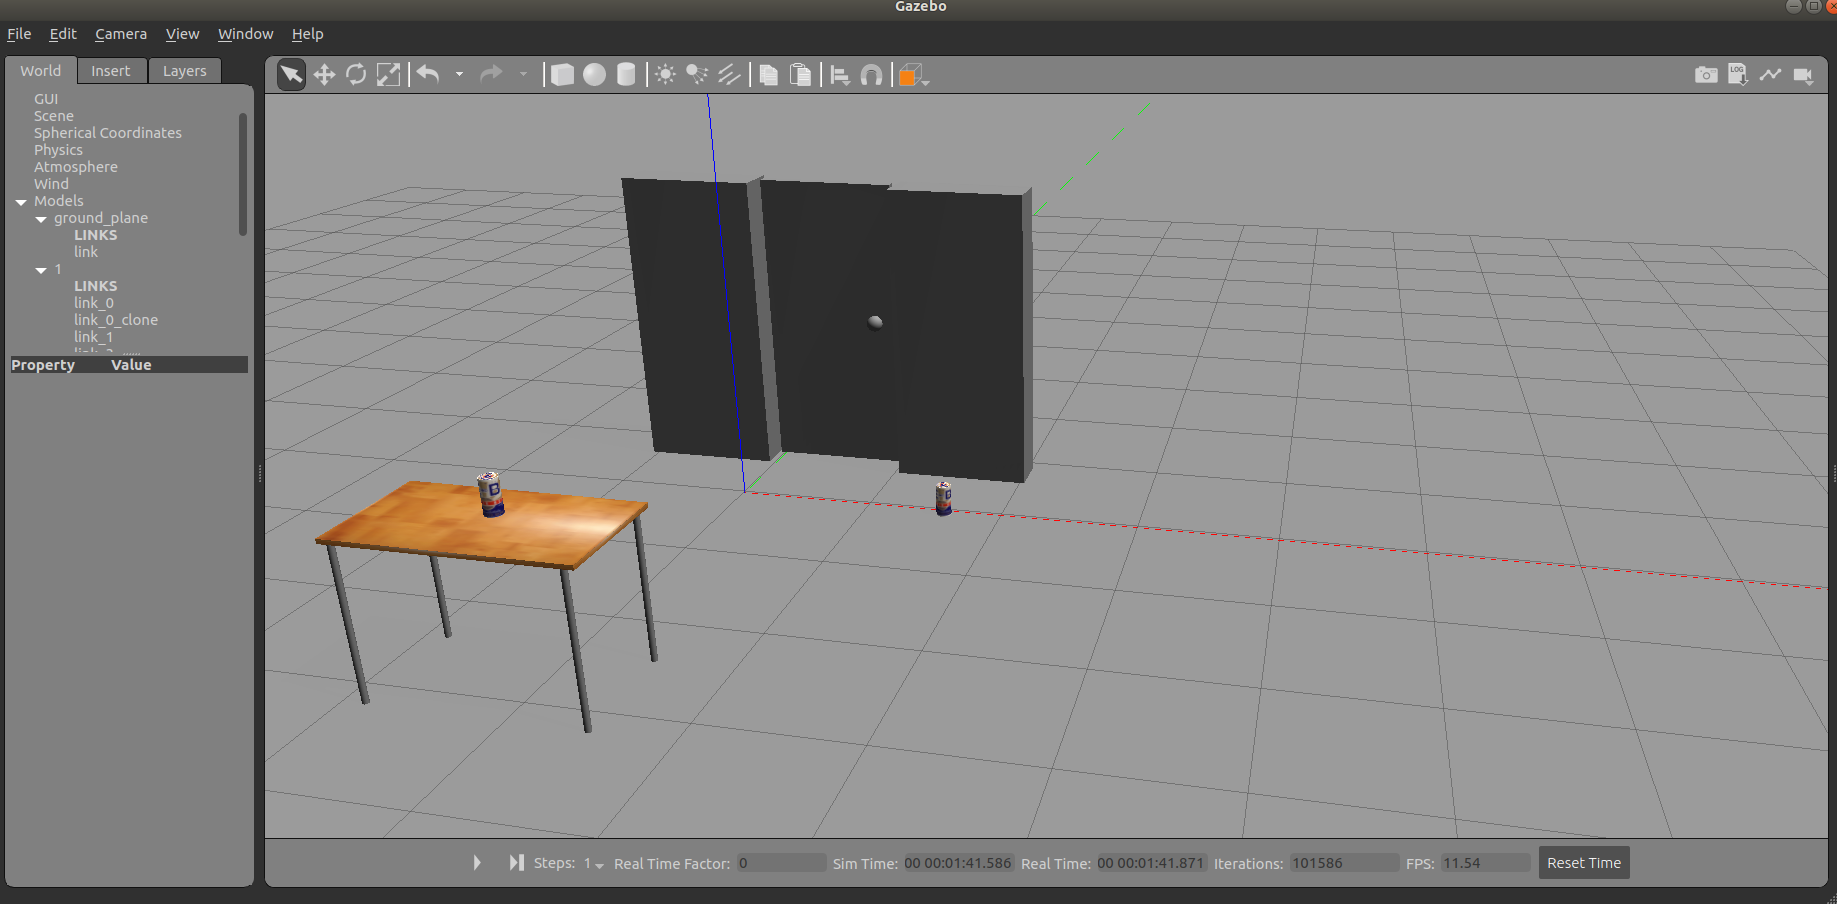 Gazebo
File Edit Camera View Window Help
World Insert Layers
LOG
GUI
Scene
Spherical Coordinates
Physics
Atmosphere
Wind
Models
ground_plane
LINKS
link
1
LINKS
link_0
link_0_clone
link_1
Property Value
B
B
Steps: 1 Real Time Factor: 0 Sim Time: 00 00:01:41.586 Real Time: 00 00:01:41.871 Iterations: 101586 FPS: 11.54 Reset Time